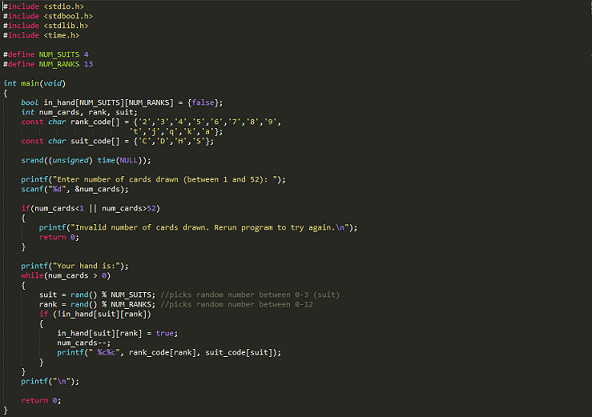 #include <stdio.h>
#include <stdbool.h>
#include <stdlib.h>
#include <time.h>

#define NUM_SUITS 4
#define NUM_RANKS 13

int main(void)
{
    bool in_hand[NUM_SUITS][NUM_RANKS] = {false};
    int num_cards, rank, suit;
    const char rank_code[] = {'2','3','4','5','6','7','8','9',
                              't','j','q','k','a'};
    const char suit_code[] = {'C','D','H','S'};

    srand((unsigned) time(NULL));

    printf("Enter number of cards drawn (between 1 and 52): ");
    scanf("%d", &num_cards);

    if(num_cards<1 || num_cards>52)
    {
        printf("Invalid number of cards drawn. Rerun program to try again.\n");
        return 0;
    }

    printf("Your hand is:");
    while(num_cards > 0)
    {
        suit = rand() % NUM_SUITS; //picks random number between 0-3 (suit)
        rank = rand() % NUM_RANKS; //picks random number between 0-12
        if (!in_hand[suit][rank])
        {
            in_hand[suit][rank] = true;
            num_cards--;
            printf(" %c%c", rank_code[rank], suit_code[suit]);
        }
    }
    printf("\n");

    return 0;
}